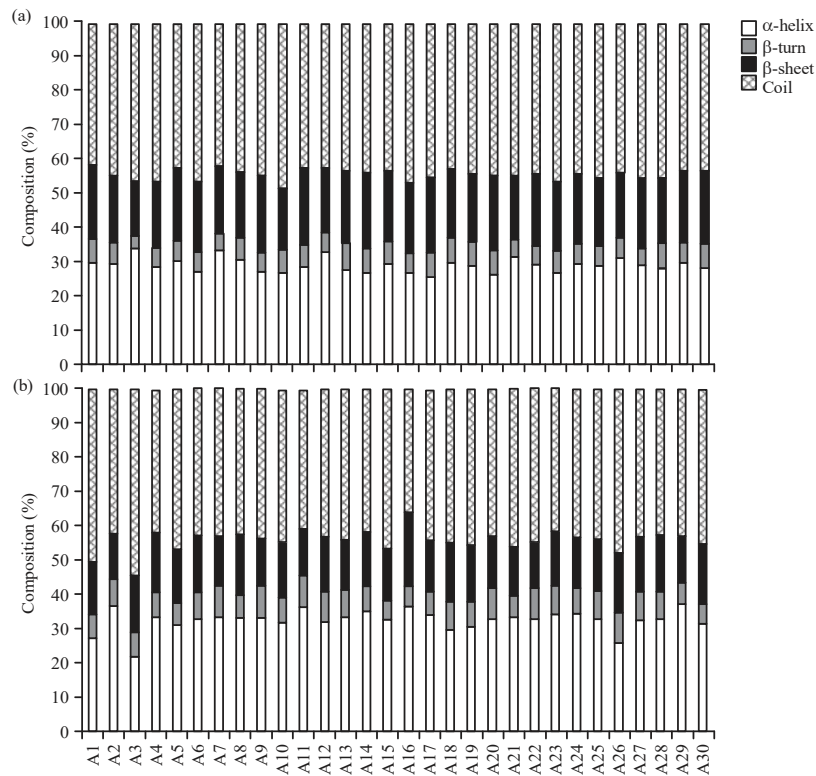 (a)
100
90
80
70
60
50
40
30
20
10
0
Composition (%)
α-helix
β-turn
β-sheet
Coil
(b)
100
90
80
70
60
50
40
30
20
10
0
Composition (%)
A1 A2 A3 A4 A5 A6 A7 A8 A9 A10 A11 A12 A13 A14 A15 A16 A17 A18 A19 A20 A21 A22 A23 A24 A25 A26 A27 A28 A29 A30